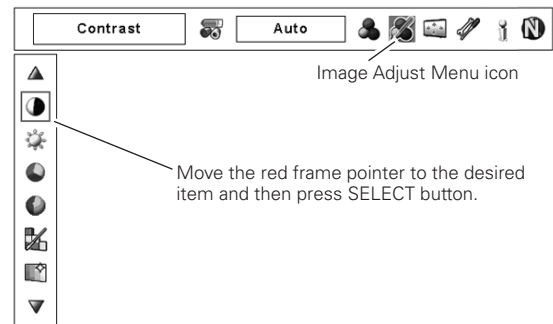 Contrast
Auto
N
Image Adjust Menu icon
Move the red frame pointer to the desired
item and then press SELECT button.